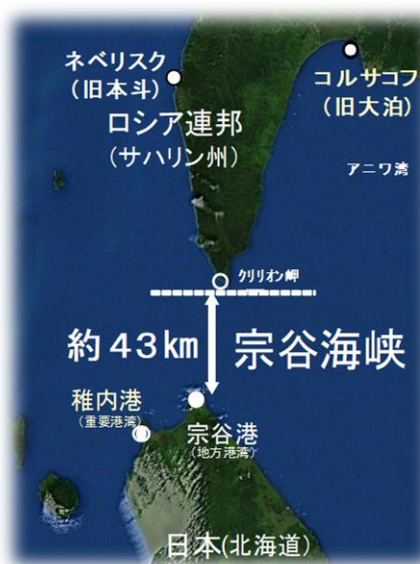 ネベリスク
(旧本斗)
コルサコフ
(旧大泊)
ロシア連邦
(サハリン州)
アニワ湾
クリリオン岬
約43km
宗谷海峡
稚内港
(重要港湾)
宗谷港
(地方港湾)
日本(北海道)